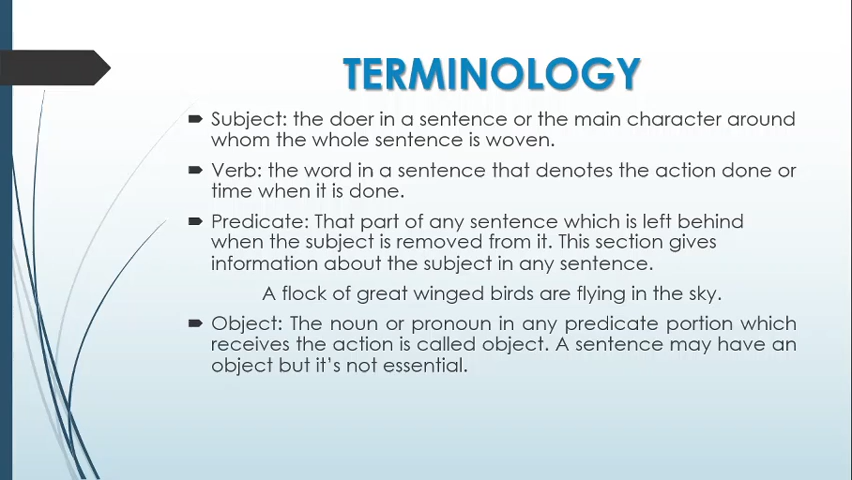 TERMINOLOGY
Subject: the doer in a sentence or the main character around
whom the whole sentence is woven.
Verb: the word in a sentence that denotes the action done or
time when it is done.
Predicate: That part of any sentence which is left behind
when the subject is removed from it. This section gives
information about the subject in any sentence.
A flock of great winged birds are flying in the sky.
Object: The noun or pronoun in any predicate portion which
receives the action is called object. A sentence may have an
object but it’s not essential.